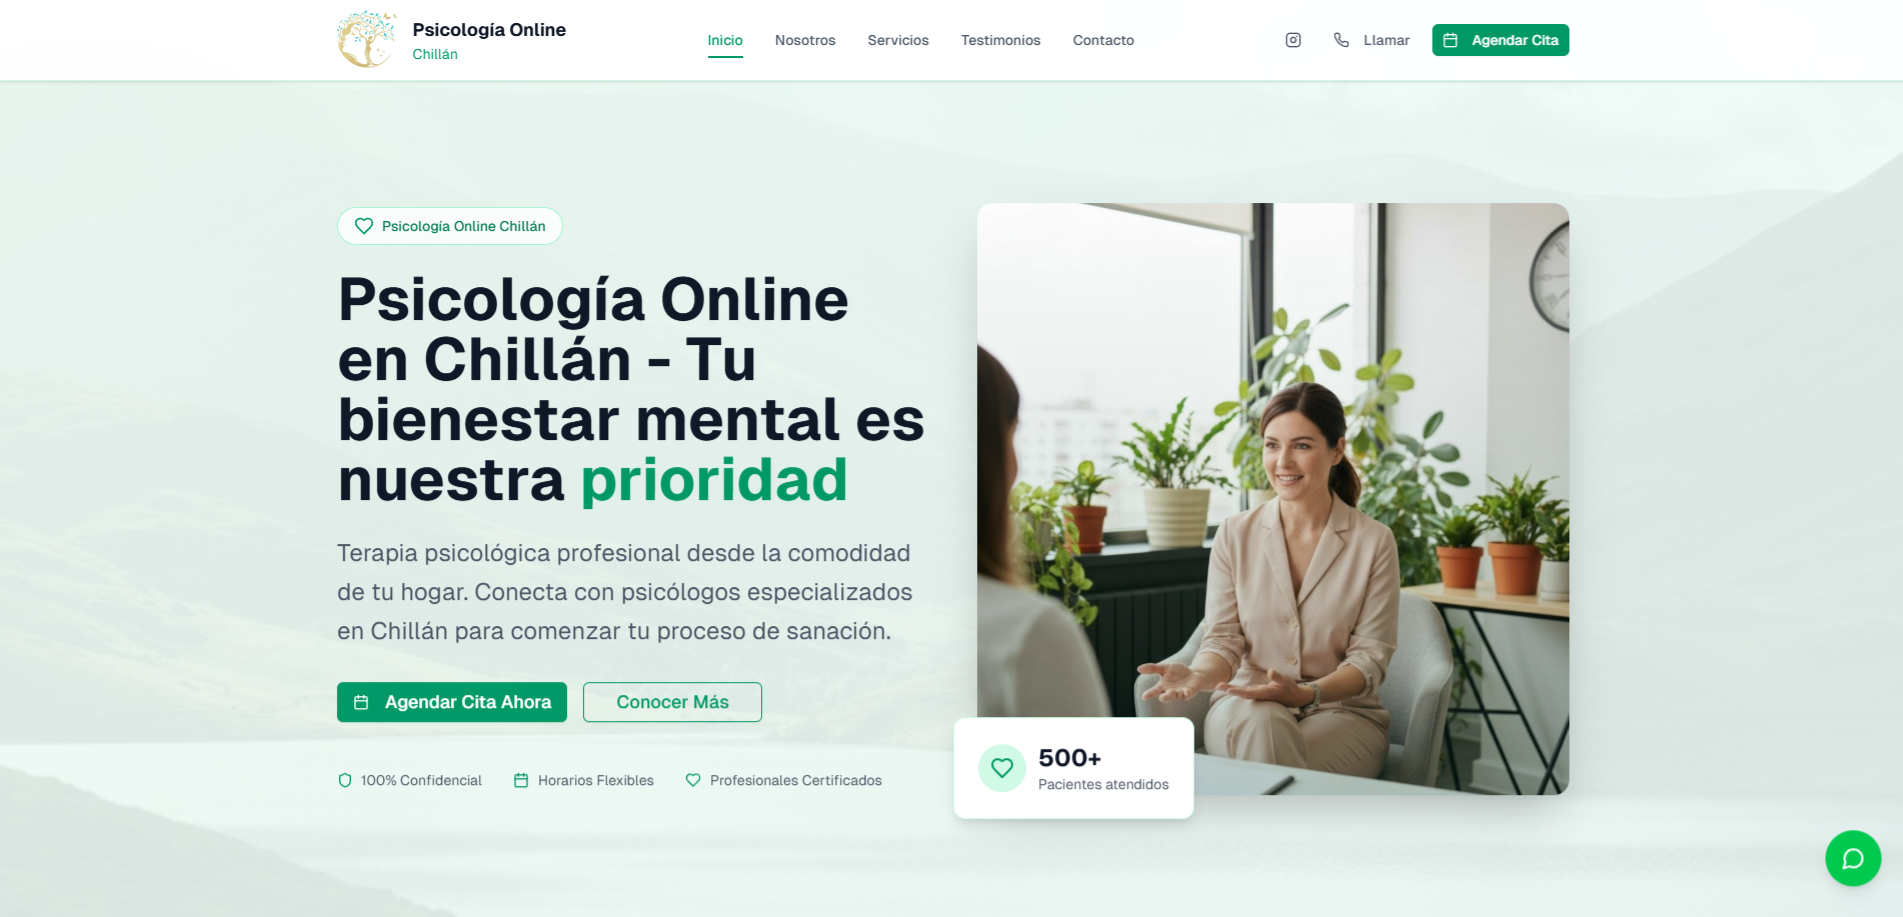 Psicología Online
Chillán
Inicio
Nosotros
Servicios
Testimonios
Contacto
Llamar
Agendar Cita
Psicología Online Chillán
Psicología Online
en Chillán - Tu
bienestar mental es
nuestra prioridad
Terapia psicológica profesional desde la comodidad
de tu hogar. Conecta con psicólogos especializados
en Chillán para comenzar tu proceso de sanación.
Agendar Cita Ahora
Conocer Más
100% Confidencial
Horarios Flexibles
Profesionales Certificados
500+
Pacientes atendidos